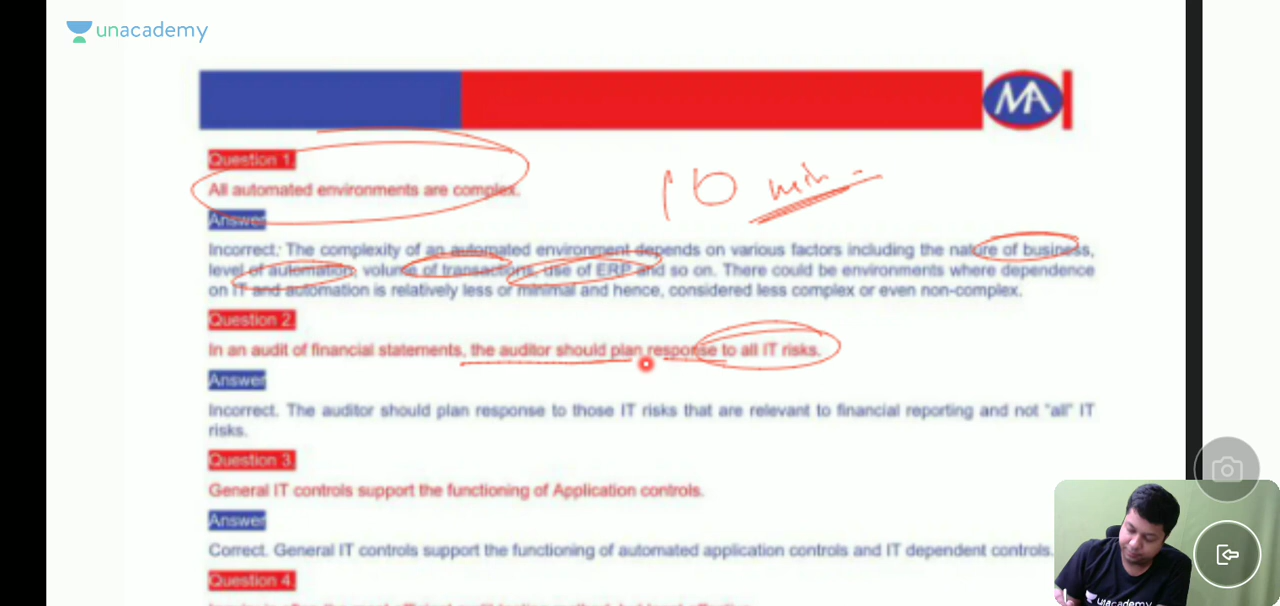 unacademy
MA
Question 1.
All automated environments are complex.
10 min
Answer
Incorrect.: The complexity of an automated environment depends on various factors including the nature of business,
level of automation, volume of transactions, use of ERP and so on. There could be environments where dependence
on IT and automation is relatively less or minimal and hence, considered less complex or even non-complex.
Question 2.
In an audit of financial statements, the auditor should plan response to all IT risks.
Answer
Incorrect. The auditor should plan response to those IT risks that are relevant to financial reporting and not "all" IT
risks.
Question 3.
General IT controls support the functioning of Application controls.
Answer
Correct. General IT controls support the functioning of automated application controls and IT dependent controls.
Question 4.
unacademy